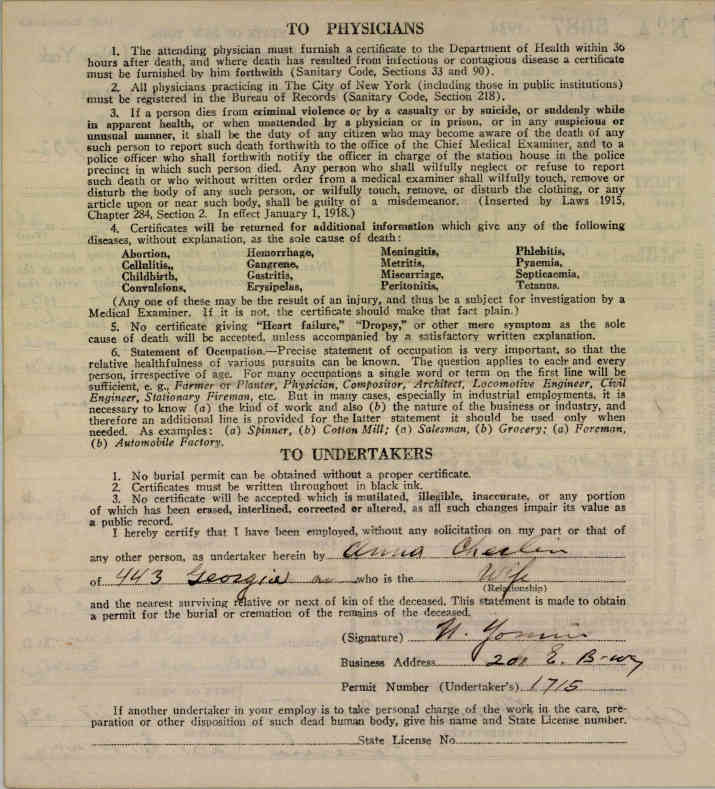 TO PHYSICIANS
1. The attending physician must furnish a certificate to the Department of Health within 36
hours after death, and where death has resulted from infectious or contagious disease a certificate
must be furnished by him forthwith (Sanitary Code, Sections 33 and 90).
2. All physicians practicing in The City of New York (including those in public institutions)
must be registered in the Bureau of Records (Sanitary Code, Section 218).
3. If a person dies from criminal violence or by a casualty or by suicide, or suddenly while
in apparent health, or when unattended by a physician or in prison, or in any suspicious or
unusual manner, it shall be the duty of any citizen who may become aware of the death of any
such person to report such death forthwith to the office of the Chief Medical Examiner, and to a
police officer who shall forthwith notify the officer in charge of the station house in the police
precinct in which such person died. Any person who shall wilfully neglect or refuse to report
such death or who without written order from a medical examiner shall wilfully touch, remove or
disturb the body of any such person, or wilfully touch, remove, or disturb the clothing, or any
article upon or near such body, shall be guilty of a misdemeanor. (Inserted by Laws 1915,
Chapter 284, Section 2. In effect January 1, 1918.)
4. Certificates will be returned for additional information which give any of the following
diseases, without explanation, as the sole cause of death:
Abortion, Hemorrhage, Meningitis, Phlebitis,
Cellulitis,, Gangrene, Metritis, Pyaemia,
Childbirth, Gastritis, Miscarriage, Septicaemia,
Convulsions, Erysipelas, Peritonitis, Tetanus.
(Any one of these may be the result of an injury, and thus be a subject for investigation by a
Medical Examiner. If it is not, the certificate should make that fact plain.)
5. No certificate giving "Heart failure," "Dropsy," or other mere symptom as the sole
cause of death will be accepted, unless accompanied by a satisfactory written explanation.
6. Statement of Occupation.—Precise statement of occupation is very important, so that the
relative healthfulness of various pursuits can be known. The question applies to each and every
person, irrespective of age. For many occupations a single word or term on the first line will be
sufficient, e. g., Farmer or Planter, Physician, Compositor, Architect, Locomotive Engineer, Civil
Engineer, Stationary Fireman, etc. But in many cases, especially in industrial employments, it is
necessary to know (a) the kind of work and also (b) the nature of the business or industry, and
therefore an additional line is provided for the latter statement it should be used only when
needed. As examples: (a) Spinner, (b) Cotton Mill; (a) Salesman, (b) Grocery; (a) Foreman,
(b) Automobile Factory.
TO UNDERTAKERS
1. No burial permit can be obtained without a proper certificate.
2. Certificates must be written throughout in black ink.
3. No certificate will be accepted which is mutilated, illegible, inaccurate, or any portion
of which has been erased, interlined, corrected or altered, as all such changes impair its value as
a public record.
I hereby certify that I have been employed, without any solicitation on my part or that of
any other person, as undertaker herein by Anna
of 443 Georgia av who is the Wife
(Relationship)
and the nearest surviving relative or next of kin of the deceased. This statement is made to obtain
a permit for the burial or cremation of the remains of the deceased.
(Signature)
Business Address 201 E. B-wy
Permit Number (Undertaker's) 1715
If another undertaker in your employ is to take personal charge of the work in the care, pre-
paration or other disposition of such dead human body, give his name and State License number.
State License No.